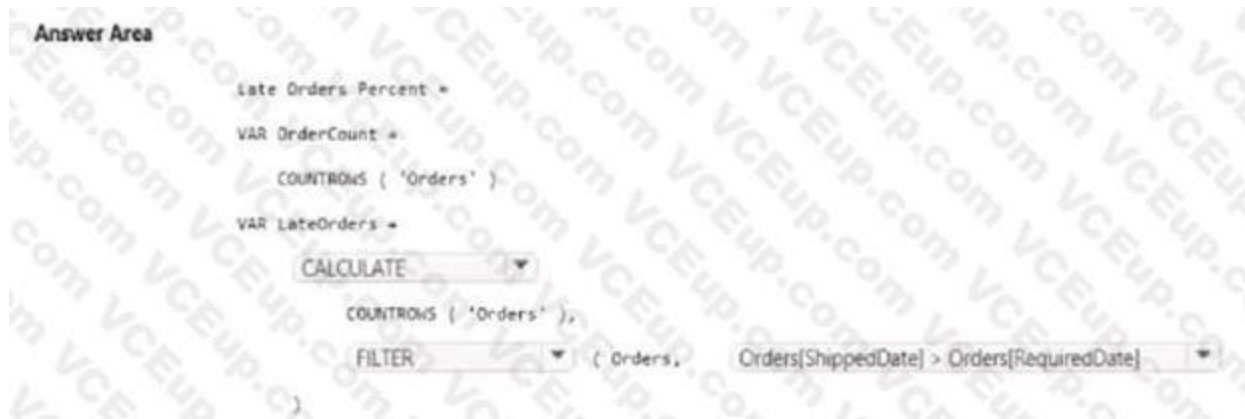 Answer Area
Late Orders Percent =
VAR OrderCount =
COUNTROWS ( 'Orders' )
VAR LateOrders =
CALCULATE
COUNTROWS ( 'Orders' ),
FILTER ( Orders, Orders[ShippedDate] > Orders[RequiredDate]
)